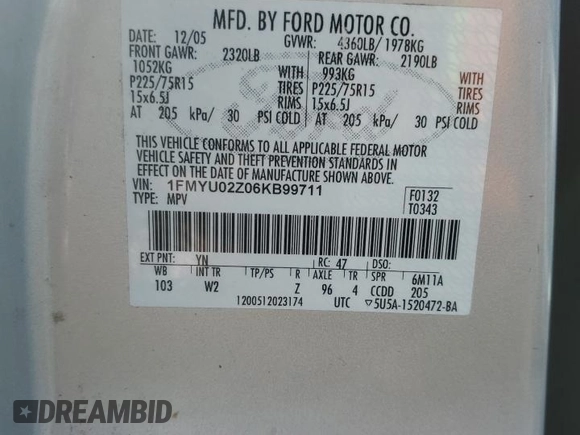 MFD. BY FORD MOTOR CO.
DATE: 12/05 GVWR: 4360LB/ 1978KG
FRONT GAWR: 2320LB REAR GAWR: 2190LB
1052KG WITH 993KG WITH
P225/75R15 TIRES P225/75R15 TIRES
15x6.5J RIMS 15x6.5J RIMS
AT 205 kPa/ 30 PSI COLD AT 205 kPa/ 30 PSI COLD
Ford
THIS VEHICLE CONFORMS TO ALL APPLICABLE FEDERAL MOTOR
VEHICLE SAFETY AND THEFT PREVENTION STANDARDS IN
EFFECT ON THE DATE OF MANUFACTURE SHOWN ABOVE.
VIN: 1FMYU02Z06KB99711
TYPE: MPV
F0132
T0343
EXT PNT: YN RC: 47 DSO:
WB INT TR TP/PS R AXLE TR SPR 6M11A
103 W2 Z 96 4 CCDD 205
1200512023174 UTC ▽5U5A-1520472-BA
DREAMBID